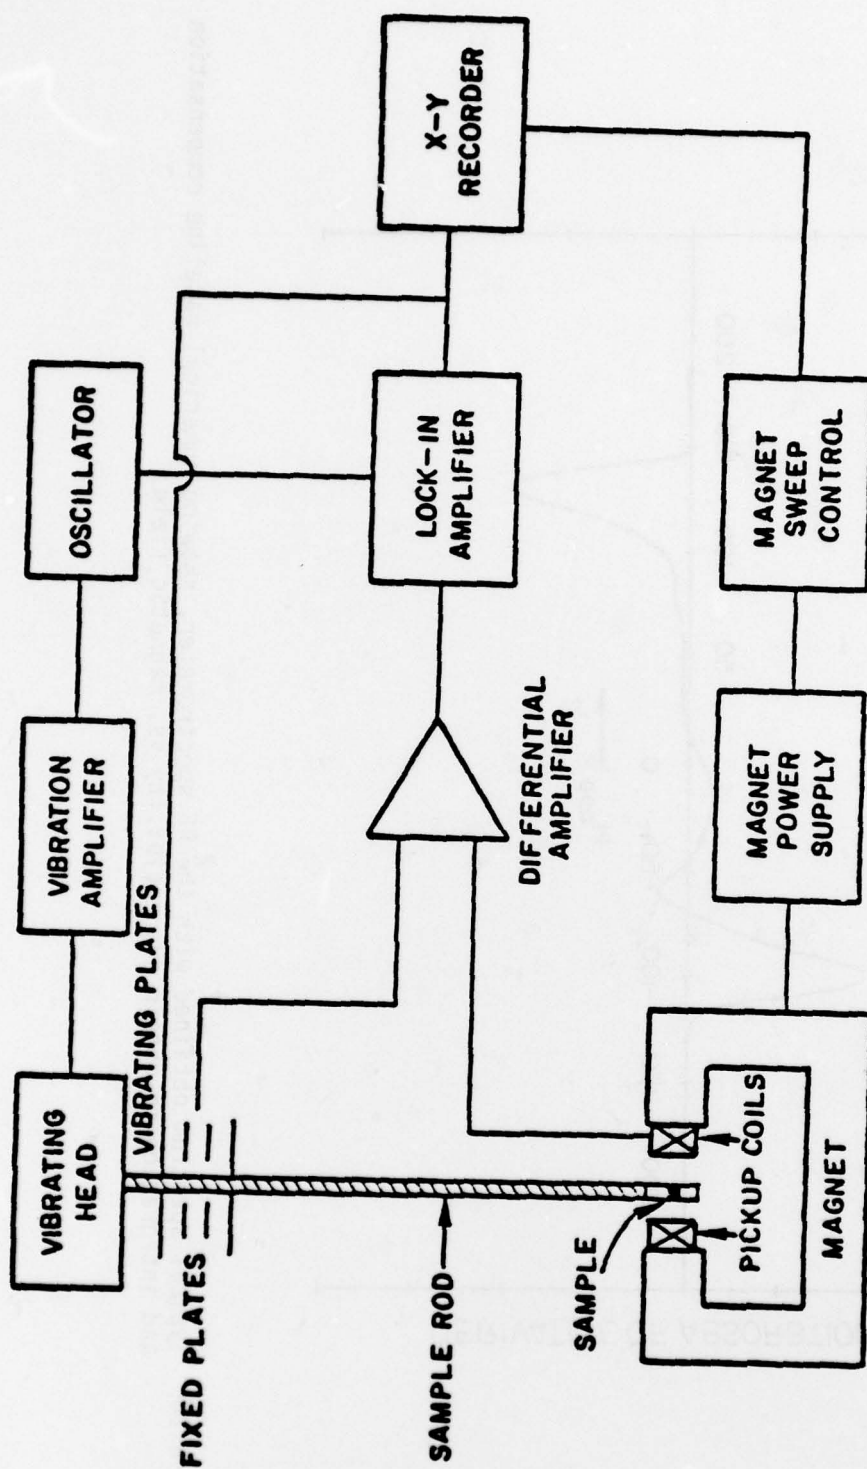 VIBRATING
HEAD
VIBRATION
AMPLIFIER
OSCILLATOR
VIBRATING PLATES
FIXED PLATES
X-Y
RECORDER
LOCK-IN
AMPLIFIER
DIFFERENTIAL
AMPLIFIER
SAMPLE ROD
SAMPLE
PICKUP COILS
MAGNET
MAGNET
POWER
SUPPLY
MAGNET
SWEEP
CONTROL